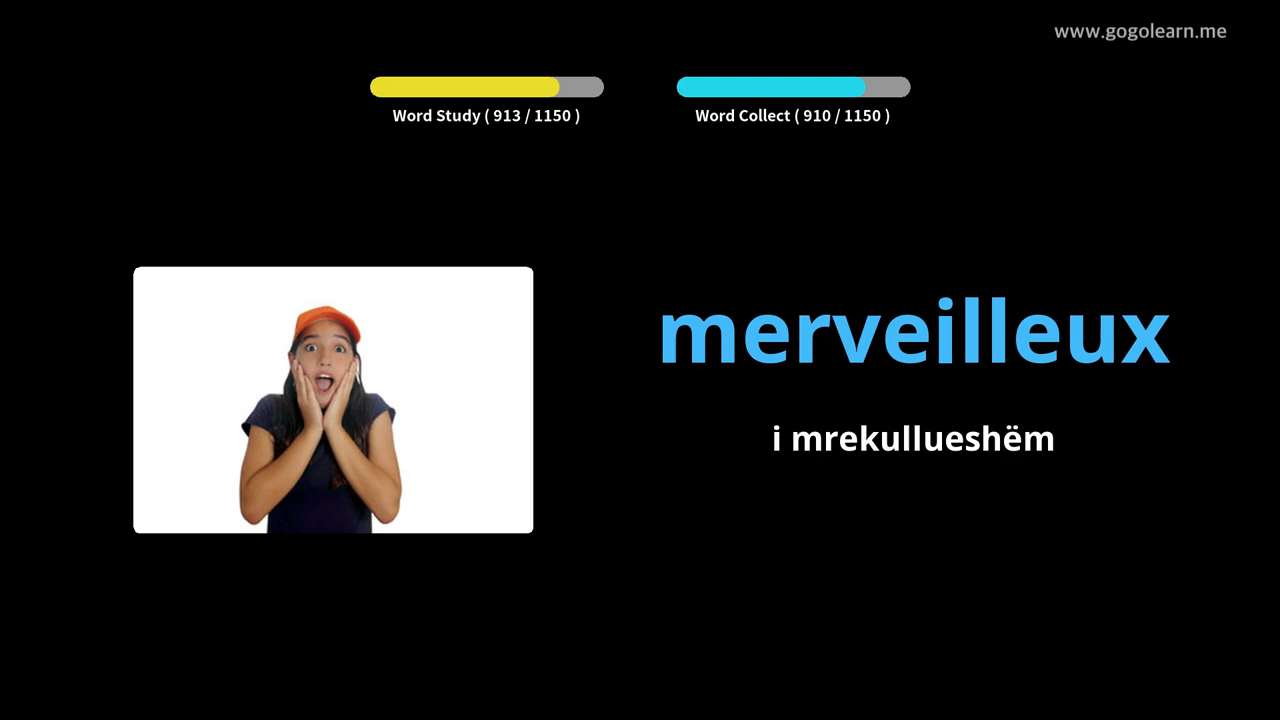 www.gogolearn.me
Word Study ( 913 / 1150 )
Word Collect ( 910 / 1150 )
merveilleux
i mrekullueshëm